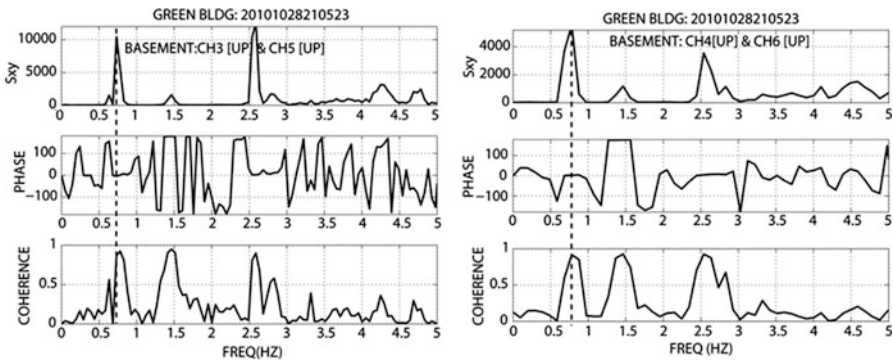 GREEN BLDG: 20101028210523
BASEMENT:CH3 [UP] & CH5 [UP]
Sxy
10000
5000
0
0 0.5 1 1.5 2 2.5 3 3.5 4 4.5 5
PHASE
100
0
-100
0 0.5 1 1.5 2 2.5 3 3.5 4 4.5 5
COHERENCE
1
0.5
0
0 0.5 1 1.5 2 2.5 3 3.5 4 4.5 5
FREQ(HZ)
GREEN BLDG: 20101028210523
BASEMENT: CH4[UP] & CH6 [UP]
Sxy
4000
2000
0
0 0.5 1 1.5 2 2.5 3 3.5 4 4.5 5
PHASE
100
0
-100
0 0.5 1 1.5 2 2.5 3 3.5 4 4.5 5
COHERENCE
1
0.5
0
0 0.5 1 1.5 2 2.5 3 3.5 4 4.5 5
FREQ (HZ)